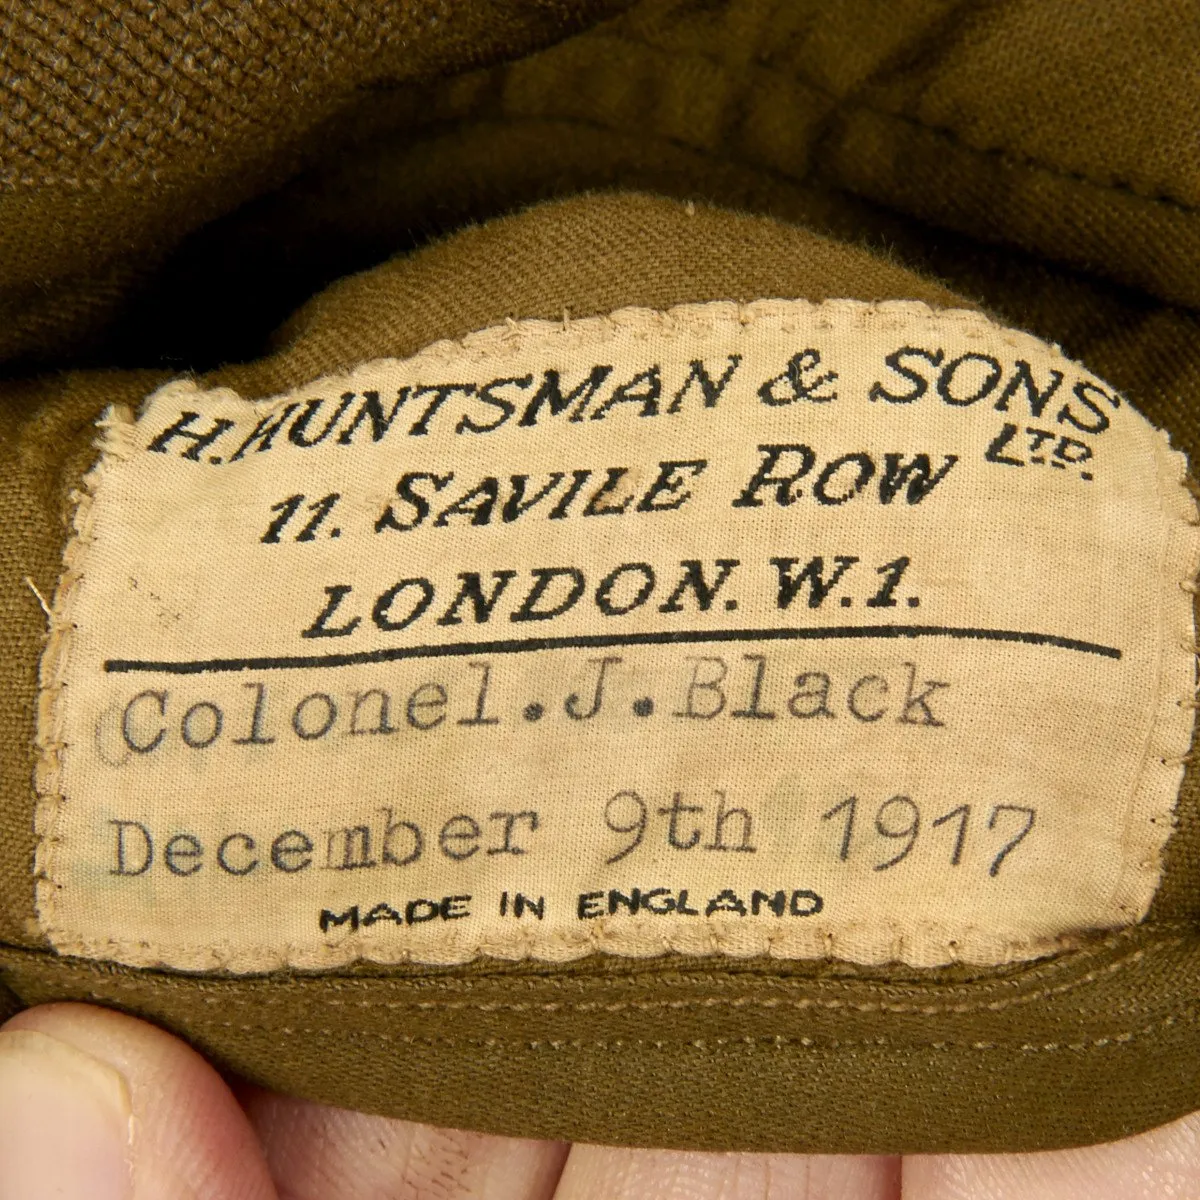 H. HUNTSMAN & SONS LTD.
11. SAVILE ROW
LONDON. W.1.
Colonel.J.Black
December 9th 1917
MADE IN ENGLAND